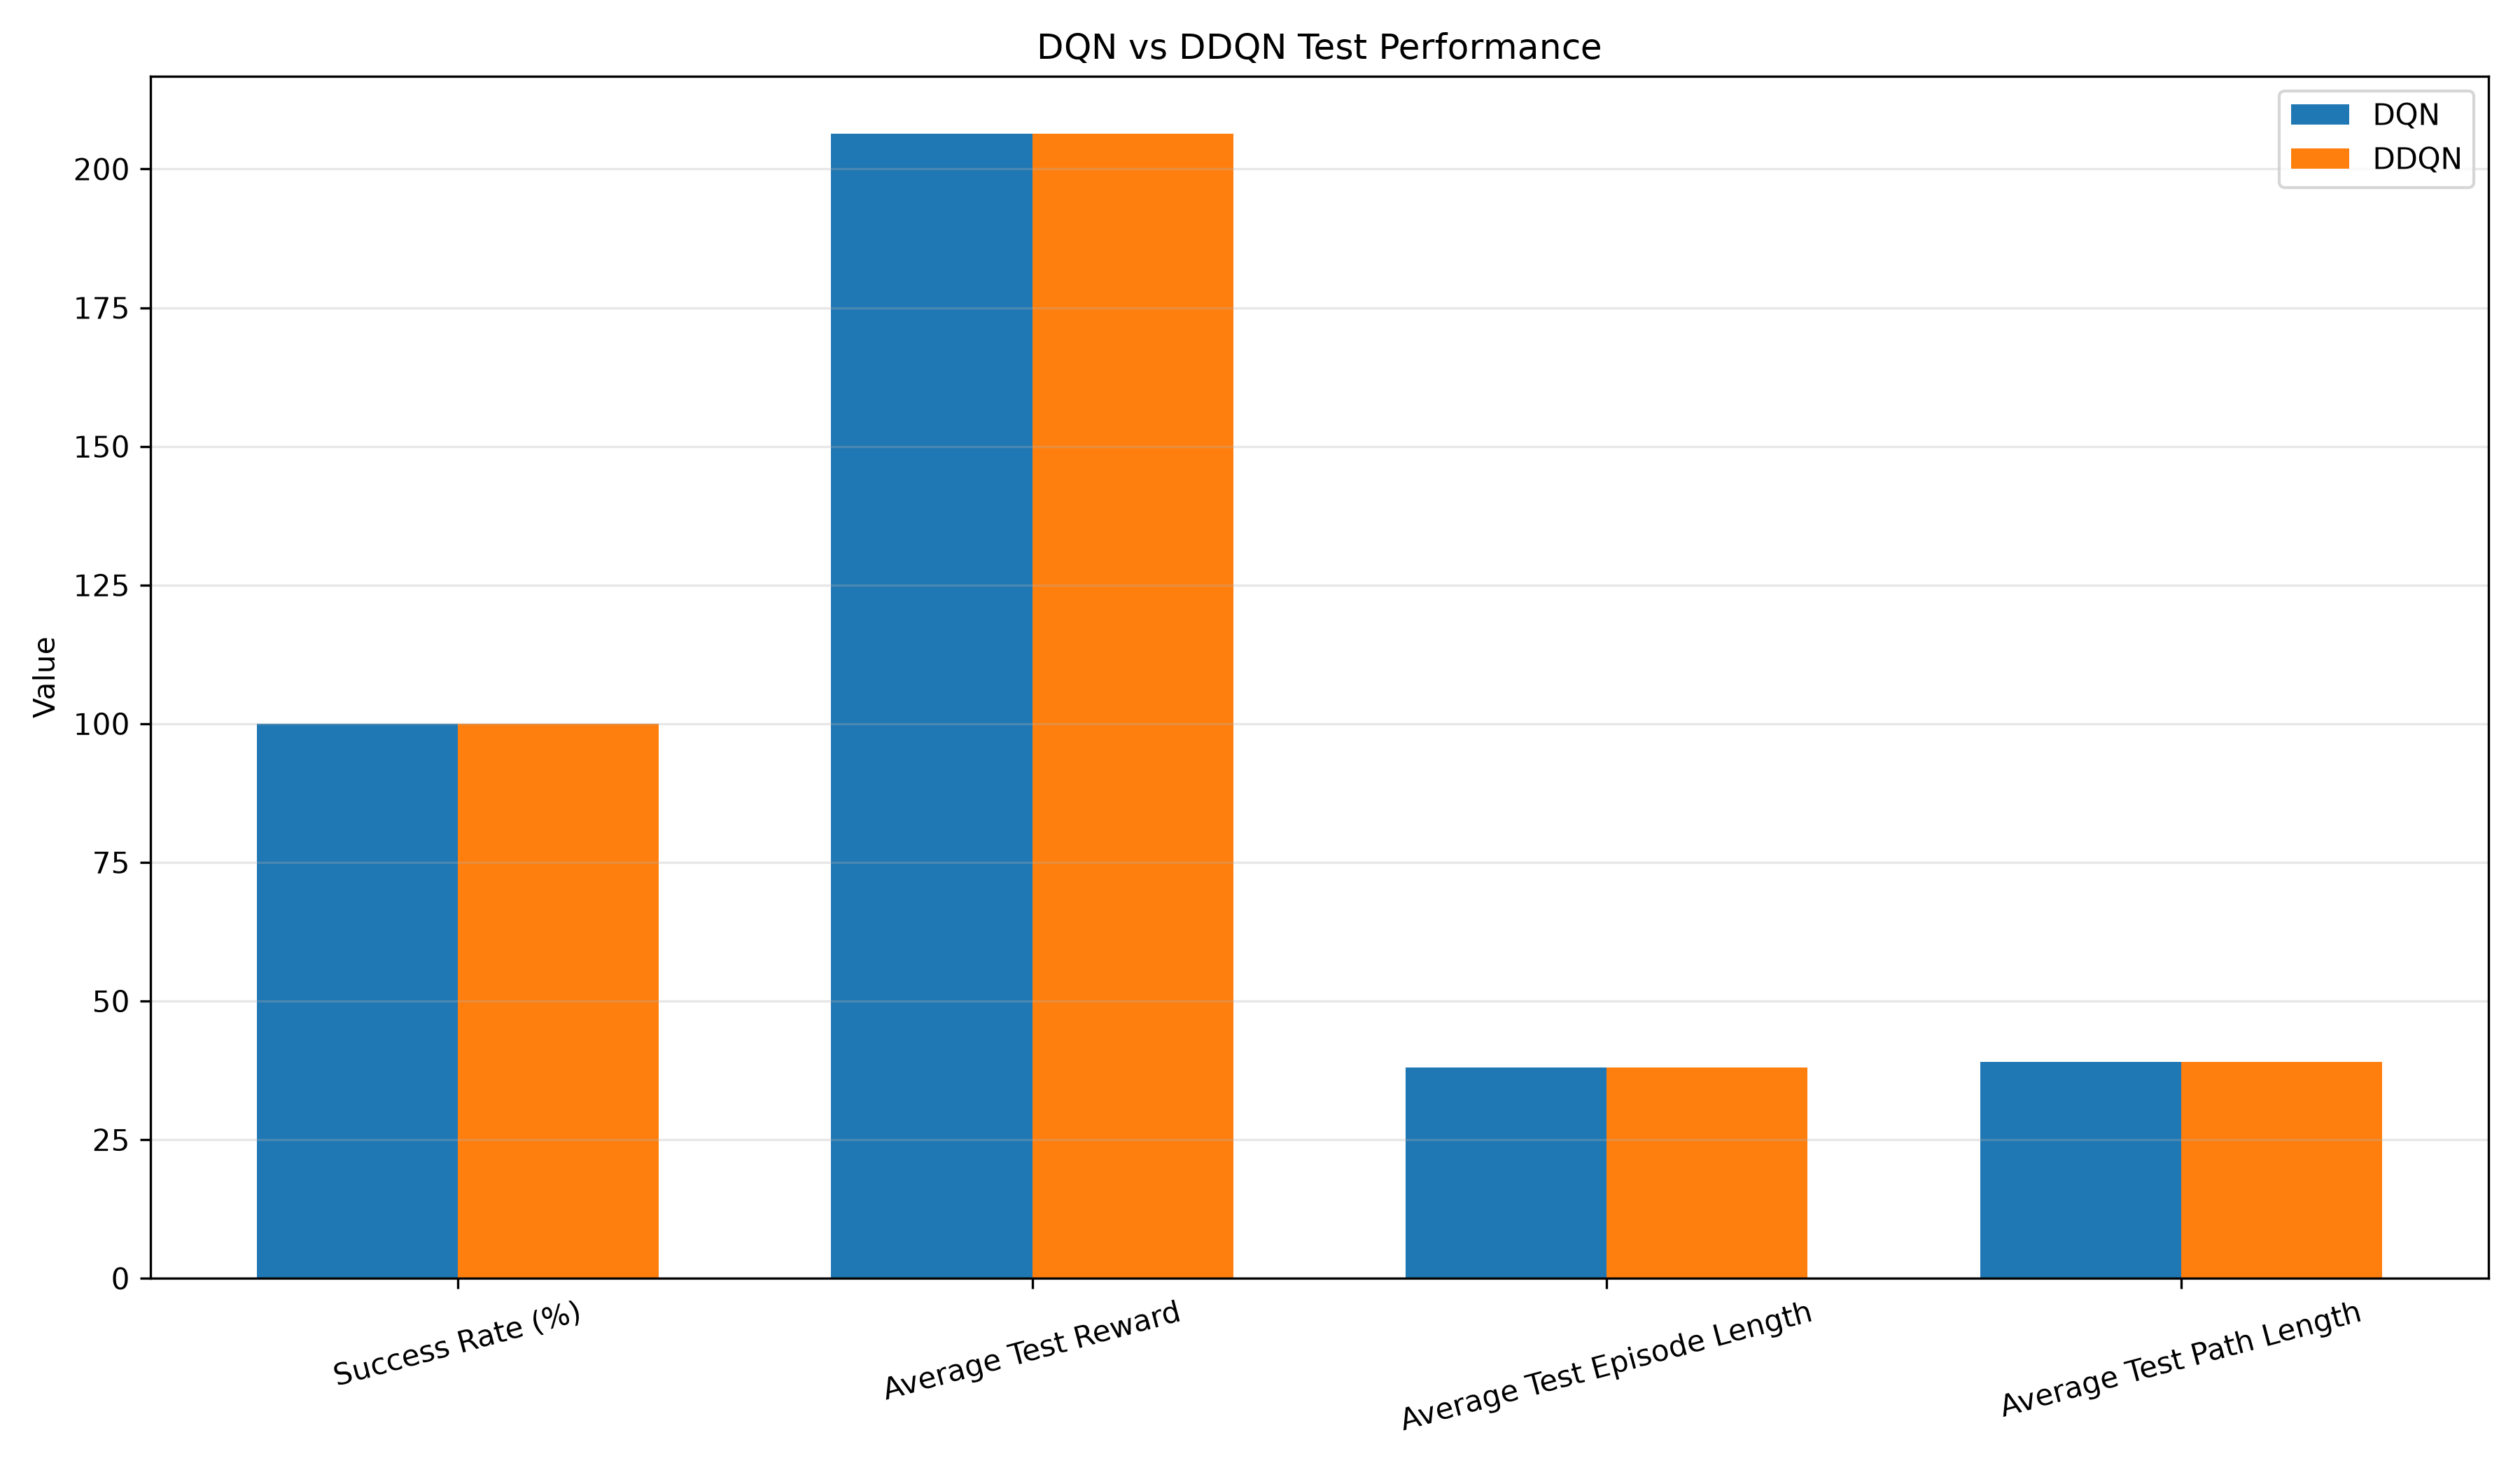 DQN vs DDQN Test Performance
DQN
DDQN
Value
200
175
150
125
100
75
50
25
0
Success Rate (%)
Average Test Reward
Average Test Episode Length
Average Test Path Length